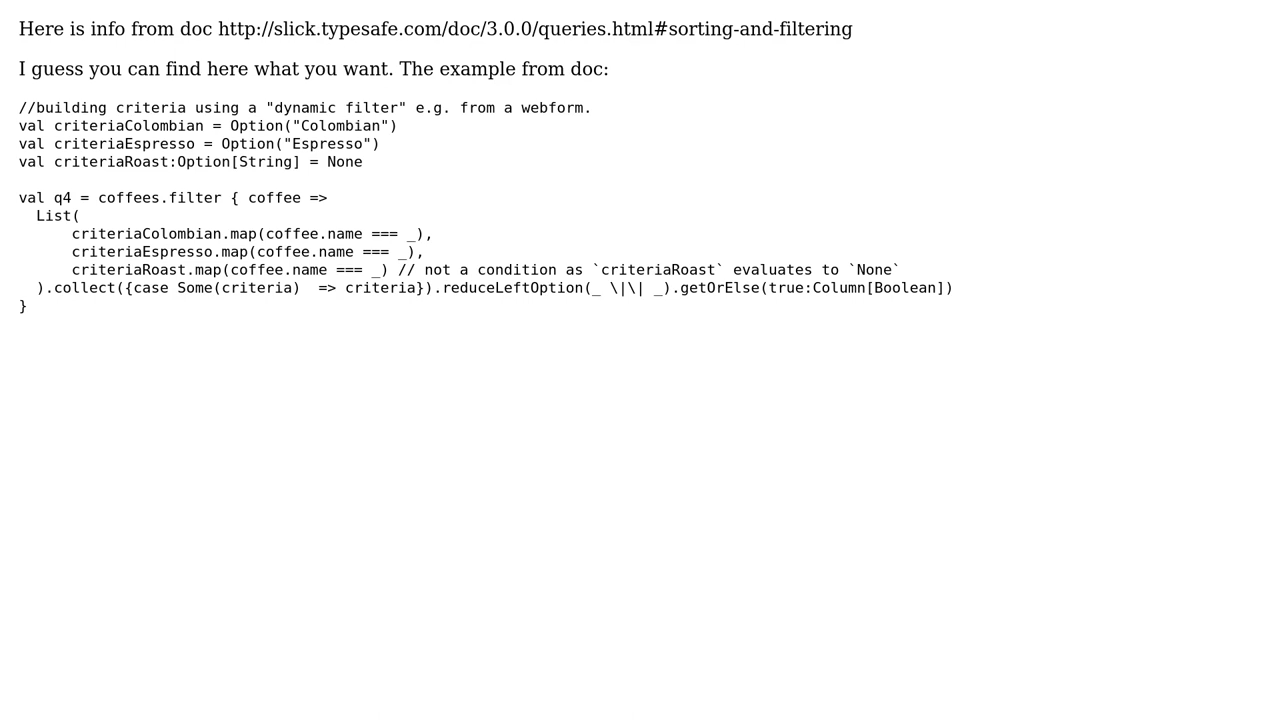 Here is info from doc http://slick.typesafe.com/doc/3.0.0/queries.html#sorting-and-filtering
I guess you can find here what you want. The example from doc:
//building criteria using a "dynamic filter" e.g. from a webform.
val criteriaColombian = Option("Colombian")
val criteriaEspresso = Option("Espresso")
val criteriaRoast:Option[String] = None

val q4 = coffees.filter { coffee =>
  List(
      criteriaColombian.map(coffee.name === _),
      criteriaEspresso.map(coffee.name === _),
      criteriaRoast.map(coffee.name === _) // not a condition as `criteriaRoast` evaluates to `None`
  ).collect({case Some(criteria)  => criteria}).reduceLeftOption(_ \|\| _).getOrElse(true:Column[Boolean])
}